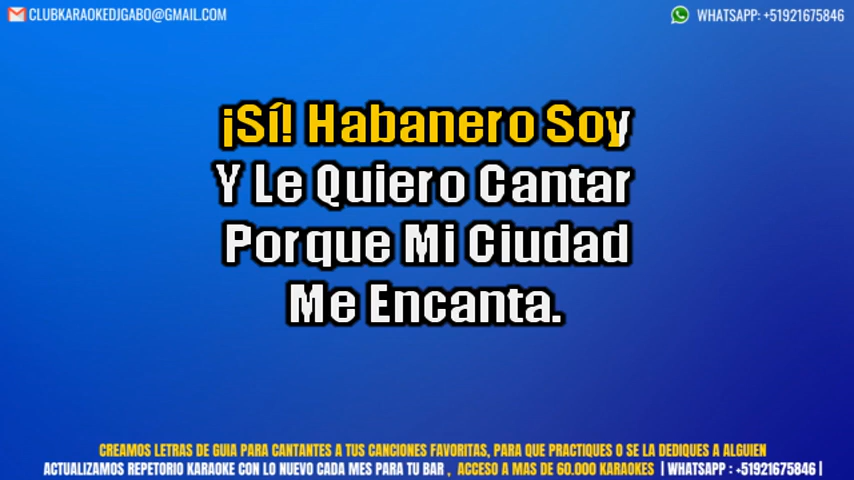 CLUBKARAOKEDJGABO@GMAIL.COM
WHATSAPP: +51921675846
¡Sí! Habanero Soy
Y Le Quiero Cantar
Porque Mi Ciudad
Me Encanta.
CREAMOS LETRAS DE GUIA PARA CANTANTES A TUS CANCIONES FAVORITAS, PARA QUE PRACTIQUES O SE LA DEDIQUES A ALGUIEN
ACTUALIZAMOS REPETORIO KARAOKE CON LO NUEVO CADA MES PARA TU BAR , ACCESO A MAS DE 60.000 KARAOKES | WHATSAPP : +51921675846 |